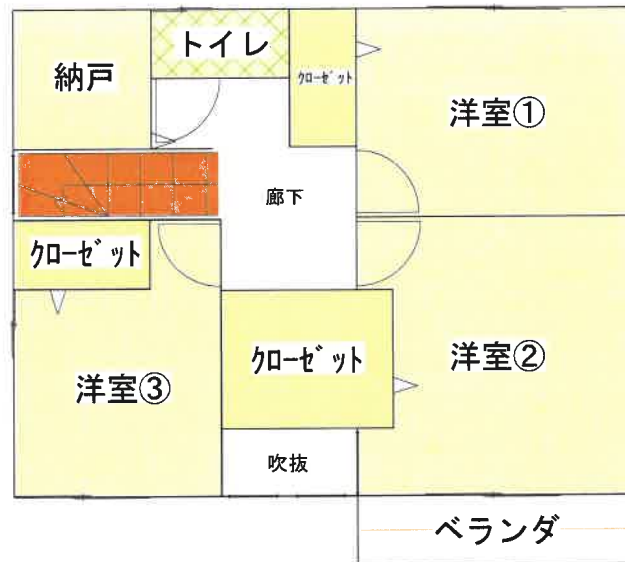 トイレ
納戸
クローゼット
洋室①
廊下
クローゼット
クローゼット
洋室②
洋室③
吹抜
ベランダ